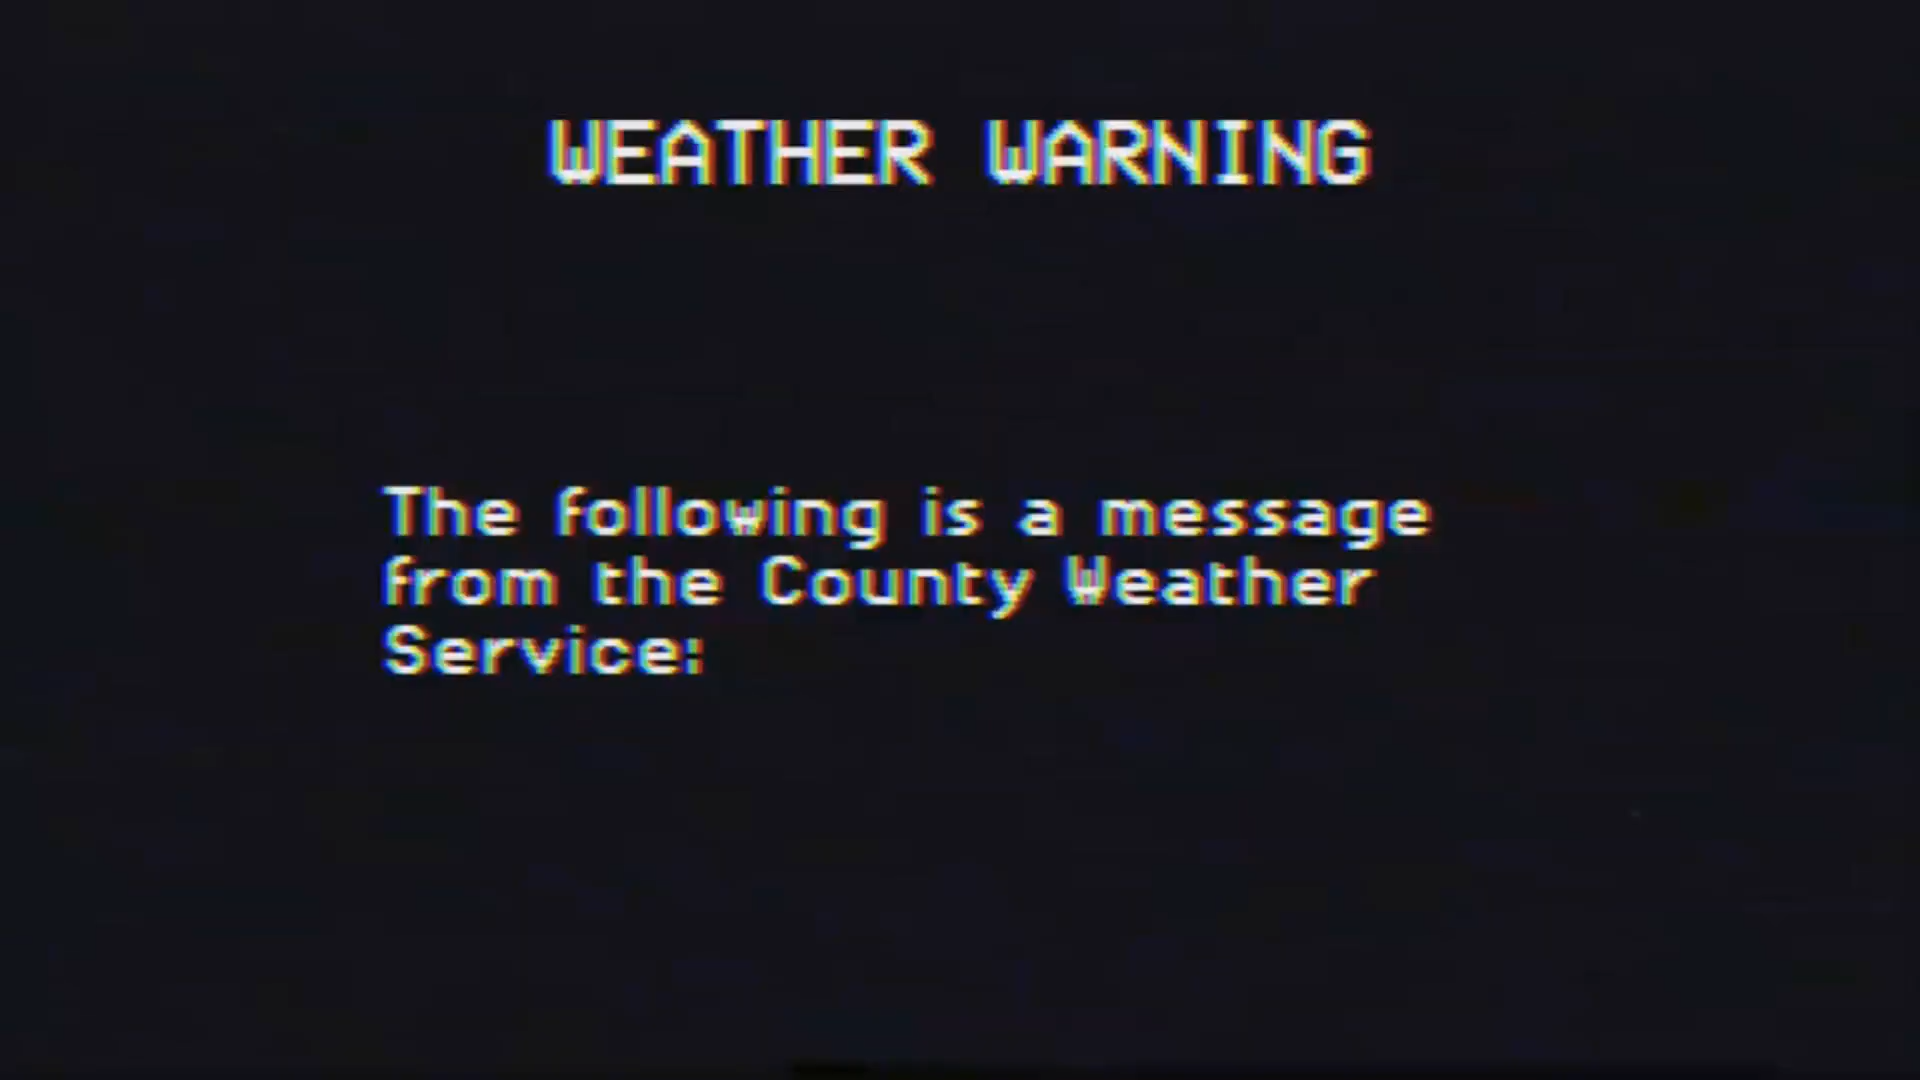 WEATHER WARNING
The following is a message
from the County Weather
Service: